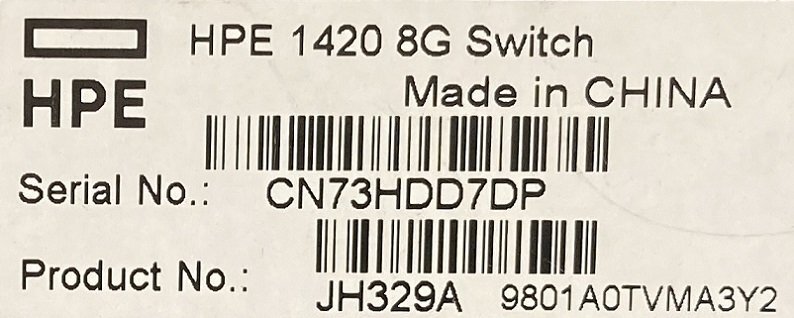 HPE 1420 8G Switch
HPE
Made in CHINA
Serial No.: CN73HDD7DP
Product No.: JH329A 9801A0TVMA3Y2